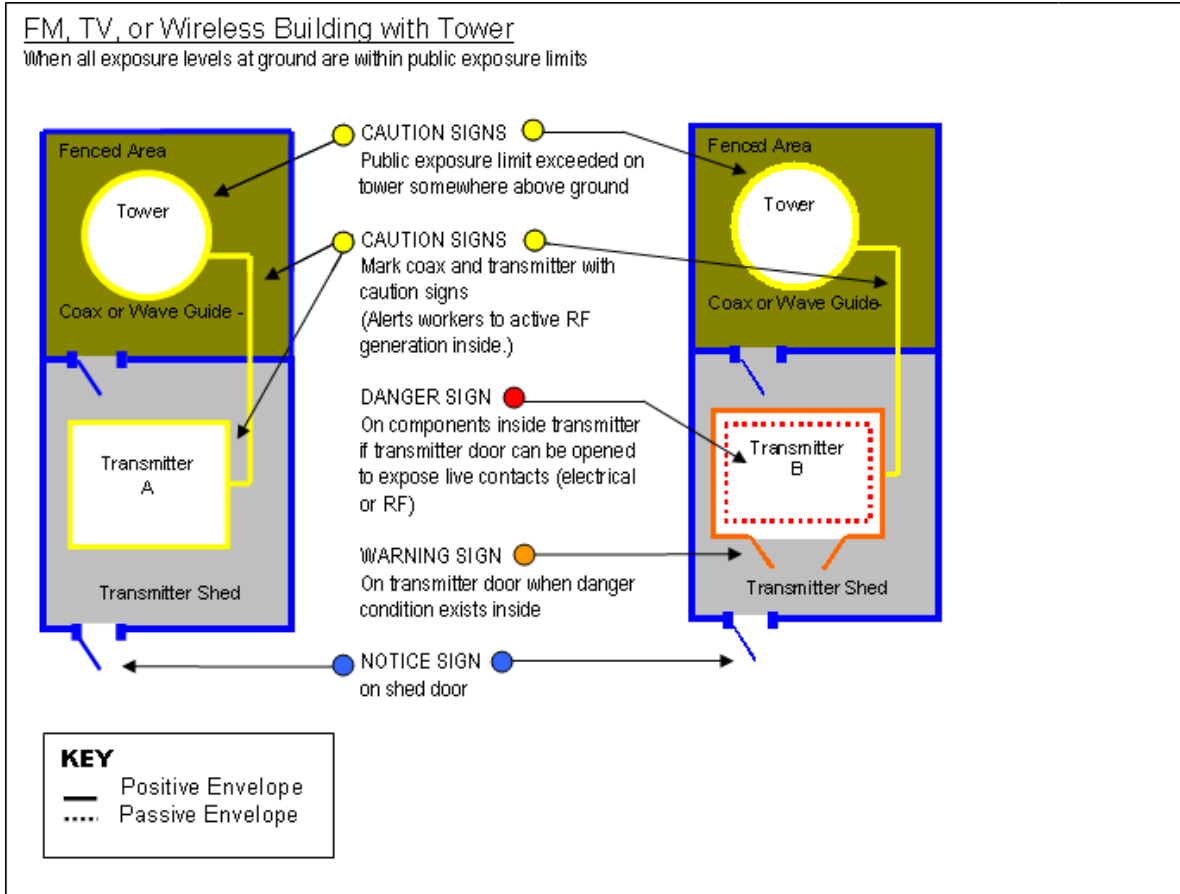 FM, TV, or Wireless Building with Tower
When all exposure levels at ground are within public exposure limits
Fenced Area
Tower
Coax or Wave Guide -
Transmitter
A
Transmitter Shed
CAUTION SIGNS
Public exposure limit exceeded on
tower somewhere above ground
CAUTION SIGNS
Mark coax and transmitter with
caution signs
(Alerts workers to active RF
generation inside.)
DANGER SIGN
On components inside transmitter
if transmitter door can be opened
to expose live contacts (electrical
or RF)
WARNING SIGN
On transmitter door when danger
condition exists inside
NOTICE SIGN
on shed door
Fenced Area
Tower
Coax or Wave Guide-
Transmitter
B
Transmitter Shed
KEY
Positive Envelope
Passive Envelope